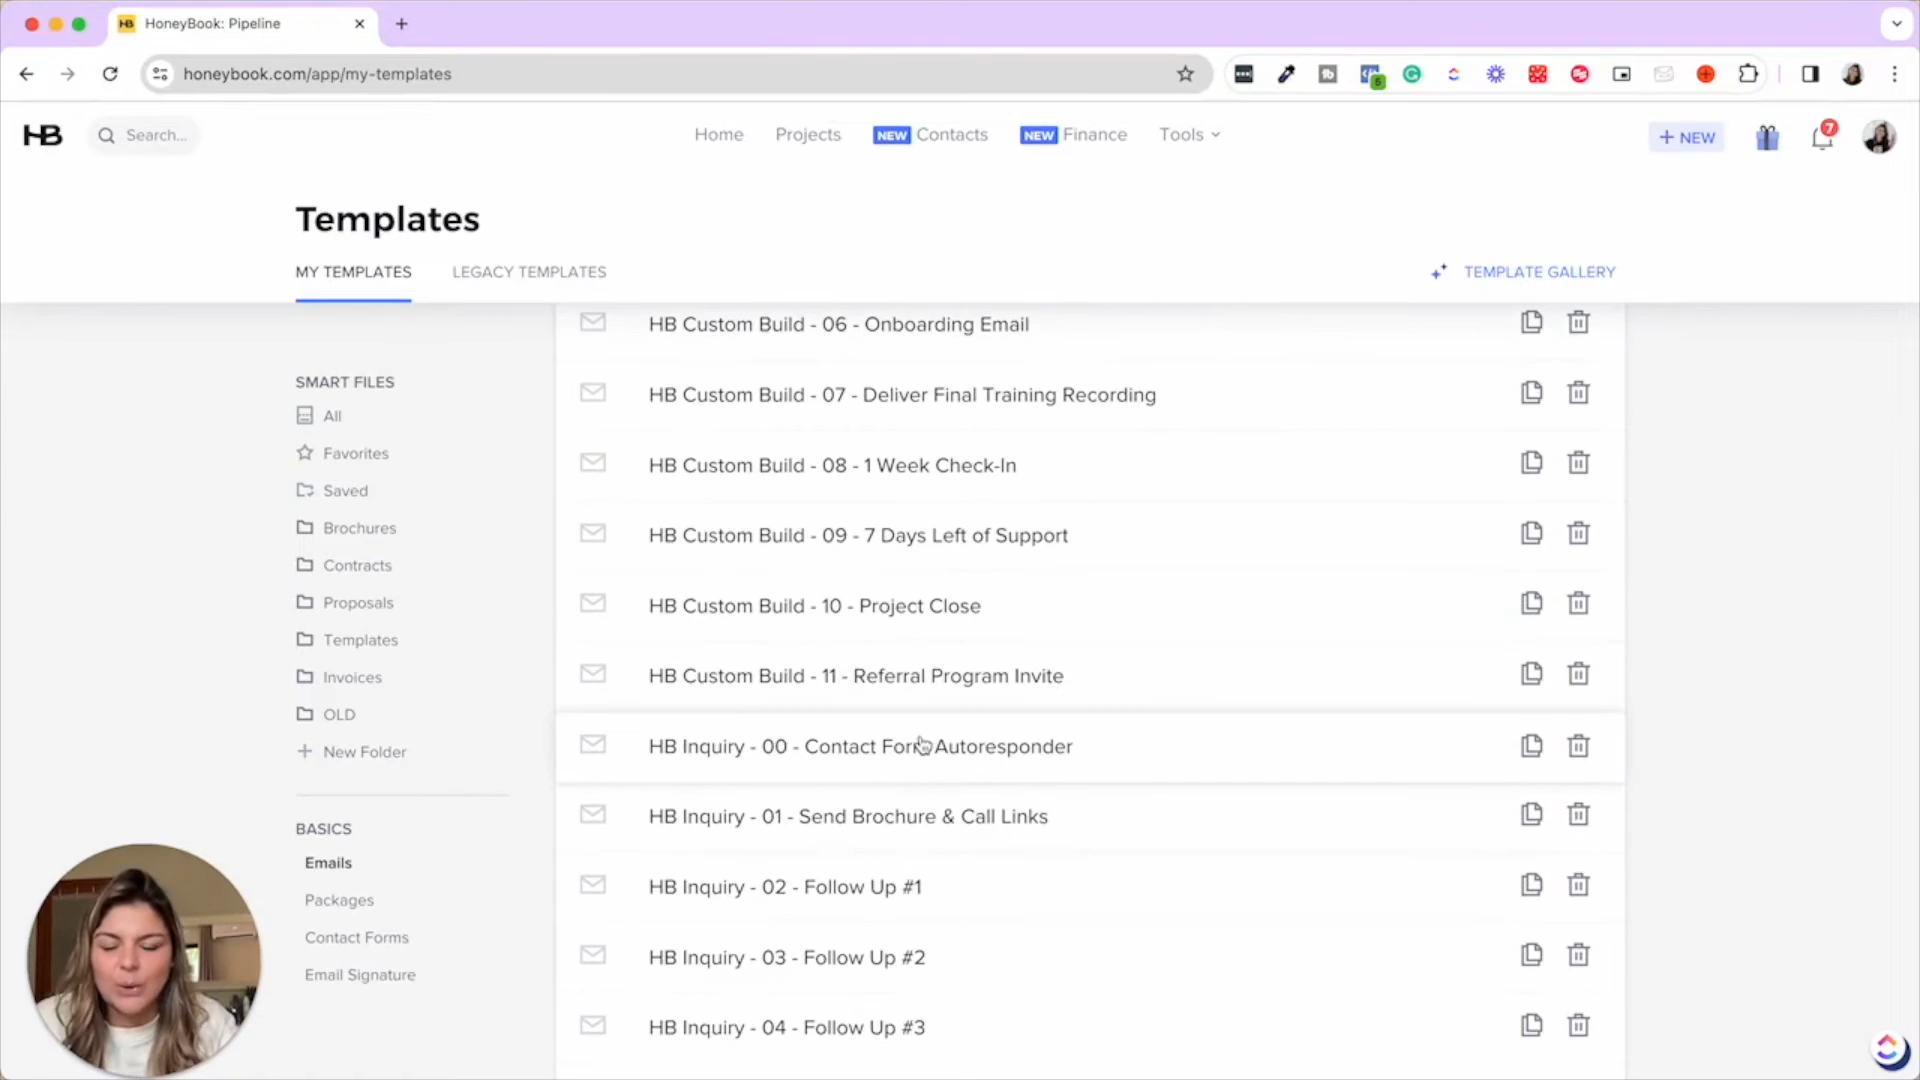 HB HoneyBook: Pipeline
honeybook.com/app/my-templates
5
HB Search... Home Projects NEW Contacts NEW Finance Tools + NEW 7
Templates
MY TEMPLATES LEGACY TEMPLATES TEMPLATE GALLERY
SMART FILES
All
Favorites
Saved
Brochures
Contracts
Proposals
Templates
Invoices
OLD
New Folder
BASICS
Emails
Packages
Contact Forms
Email Signature
HB Custom Build - 06 - Onboarding Email
HB Custom Build - 07 - Deliver Final Training Recording
HB Custom Build - 08 - 1 Week Check-In
HB Custom Build - 09 - 7 Days Left of Support
HB Custom Build - 10 - Project Close
HB Custom Build - 11 - Referral Program Invite
HB Inquiry - 00 - Contact Form Autoresponder
HB Inquiry - 01 - Send Brochure & Call Links
HB Inquiry - 02 - Follow Up #1
HB Inquiry - 03 - Follow Up #2
HB Inquiry - 04 - Follow Up #3